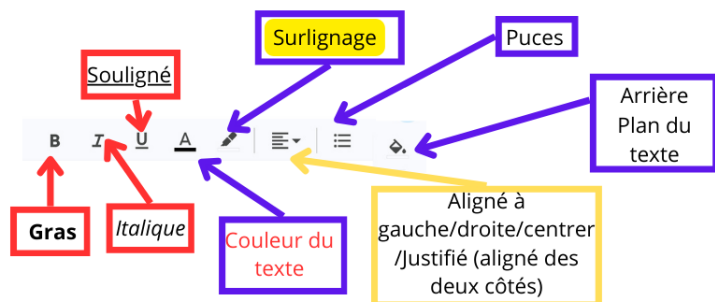 Surlignage
Puces
Souligné
Arrière
Plan du
texte
B I U A
Gras
Italique
Couleur du
texte
Aligné à
gauche/droite/centrer
/Justifié (aligné des
deux côtés)